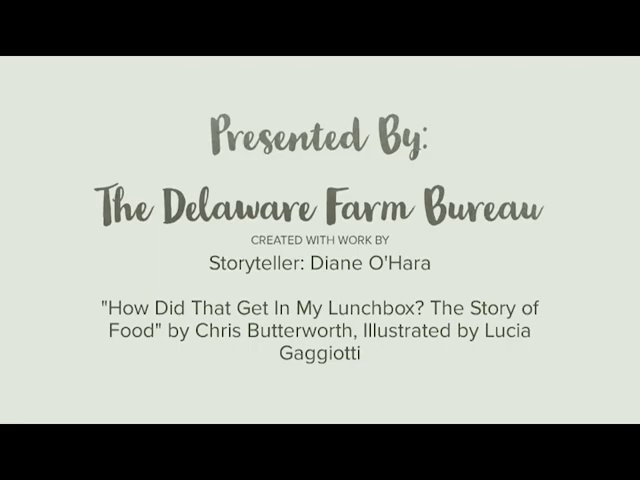 Presented By:
The Delaware Farm Bureau
CREATED WITH WORK BY
Storyteller: Diane O'Hara
"How Did That Get In My Lunchbox? The Story of
Food" by Chris Butterworth, Illustrated by Lucia
Gaggiotti